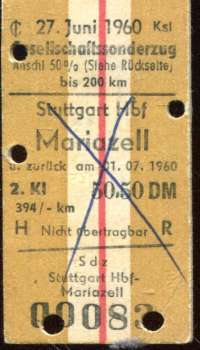 ₵ 27. Juni 1960 Ksl
Gesellschaftssonderzug
Anschl 50% (Siehe Rückseite)
bis 200 km
Stuttgart Hbf
Mariazell
u. zurück am 01.07.1960
2. Kl 50.50 DM
394/- km
H Nicht übertragbar R
Sdz
Stuttgart Hbf-
Mariazell
00083